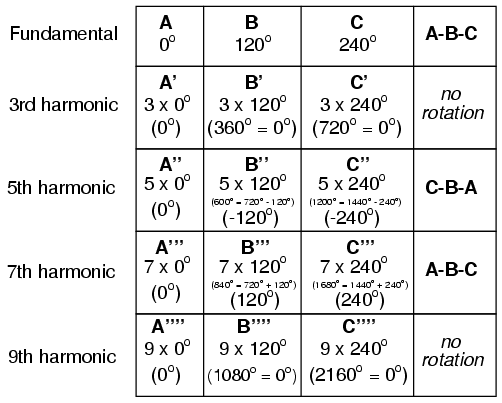 Fundamental A B C A-B-C
0° 120° 240°
3rd harmonic A' B' C' no rotation
3 x 0° 3 x 120° 3 x 240°
(0°) (360° = 0°) (720° = 0°)
5th harmonic A'' B'' C'' C-B-A
5 x 0° 5 x 120° 5 x 240°
(600° = 720° - 120°) (1200° = 1440° - 240°)
(0°) (-120°) (-240°)
7th harmonic A''' B''' C''' A-B-C
7 x 0° 7 x 120° 7 x 240°
(840° = 720° + 120°) (1680° = 1440° + 240°)
(0°) (120°) (240°)
9th harmonic A'''' B'''' C'''' no rotation
9 x 0° 9 x 120° 9 x 240°
(0°) (1080° = 0°) (2160° = 0°)